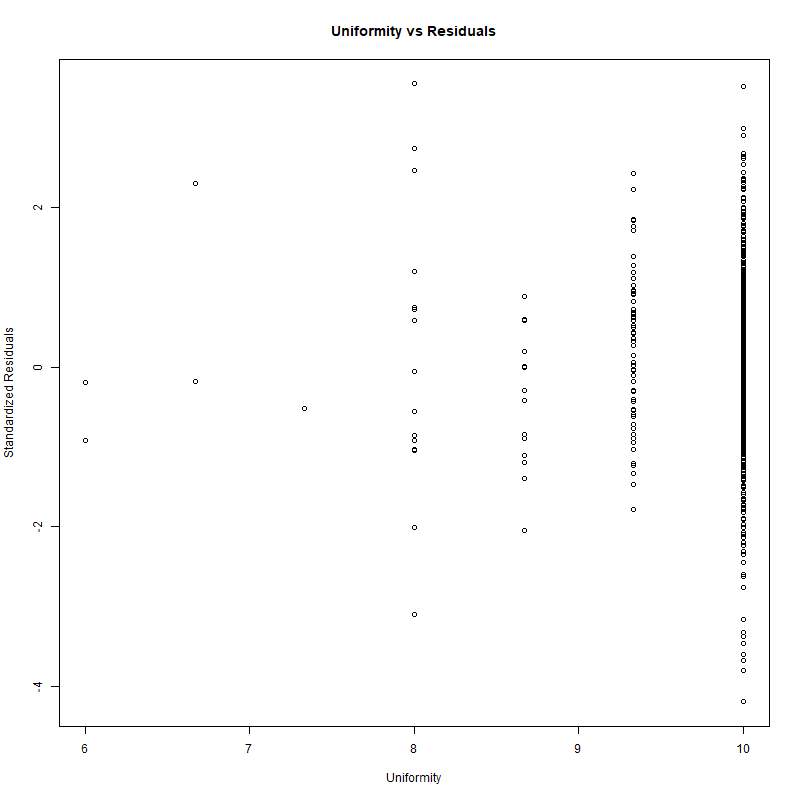 Uniformity vs Residuals
2
0
-2
-4
Standardized Residuals
6 7 8 9 10
Uniformity